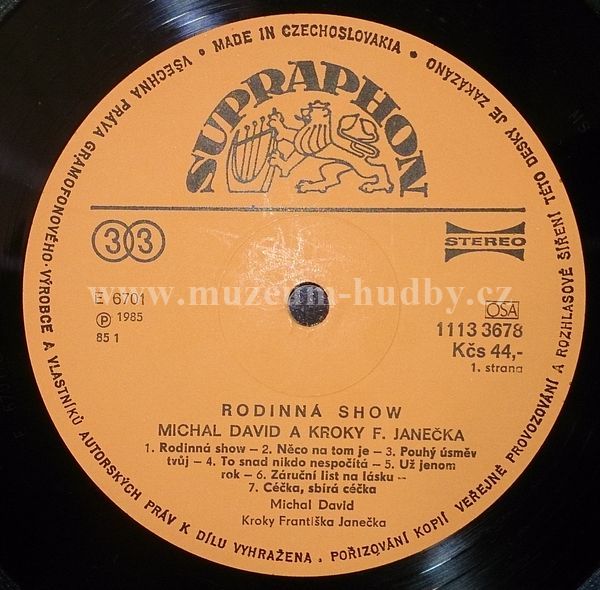 VŠECHNA PRÁVA GRAMOFONOVÉHO · VÝROBCE A VLASTNÍKŮ AUTORSKÝCH PRÁV K DÍLU VYHRAŽENA . POŘIZOVÁNÍ KOPIÍ VEŘEJNÉ PROVOZOVÁNÍ A ROZHLASOVÉ ŠÍŘENÍ TÉTO DESKY JE ZAKÁZÁNO
• MADE IN CZECHOSLOVAKIA •
SUPRAPHON
33
STEREO
www.muzeum-hudby.cz
E 6701
Ⓟ 1985
85 1
OSA
1113 3678
Kčs 44,-
1. strana
RODINNÁ SHOW
MICHAL DAVID A KROKY F. JANEČKA
1. Rodinná show – 2. Něco na tom je – 3. Pouhý úsměv
tvůj – 4. To snad nikdo nespočítá – 5. Už jenom
rok – 6. Záruční list na lásku –
7. Céčka, sbírá céčka
Michal David
Kroky Františka Janečka